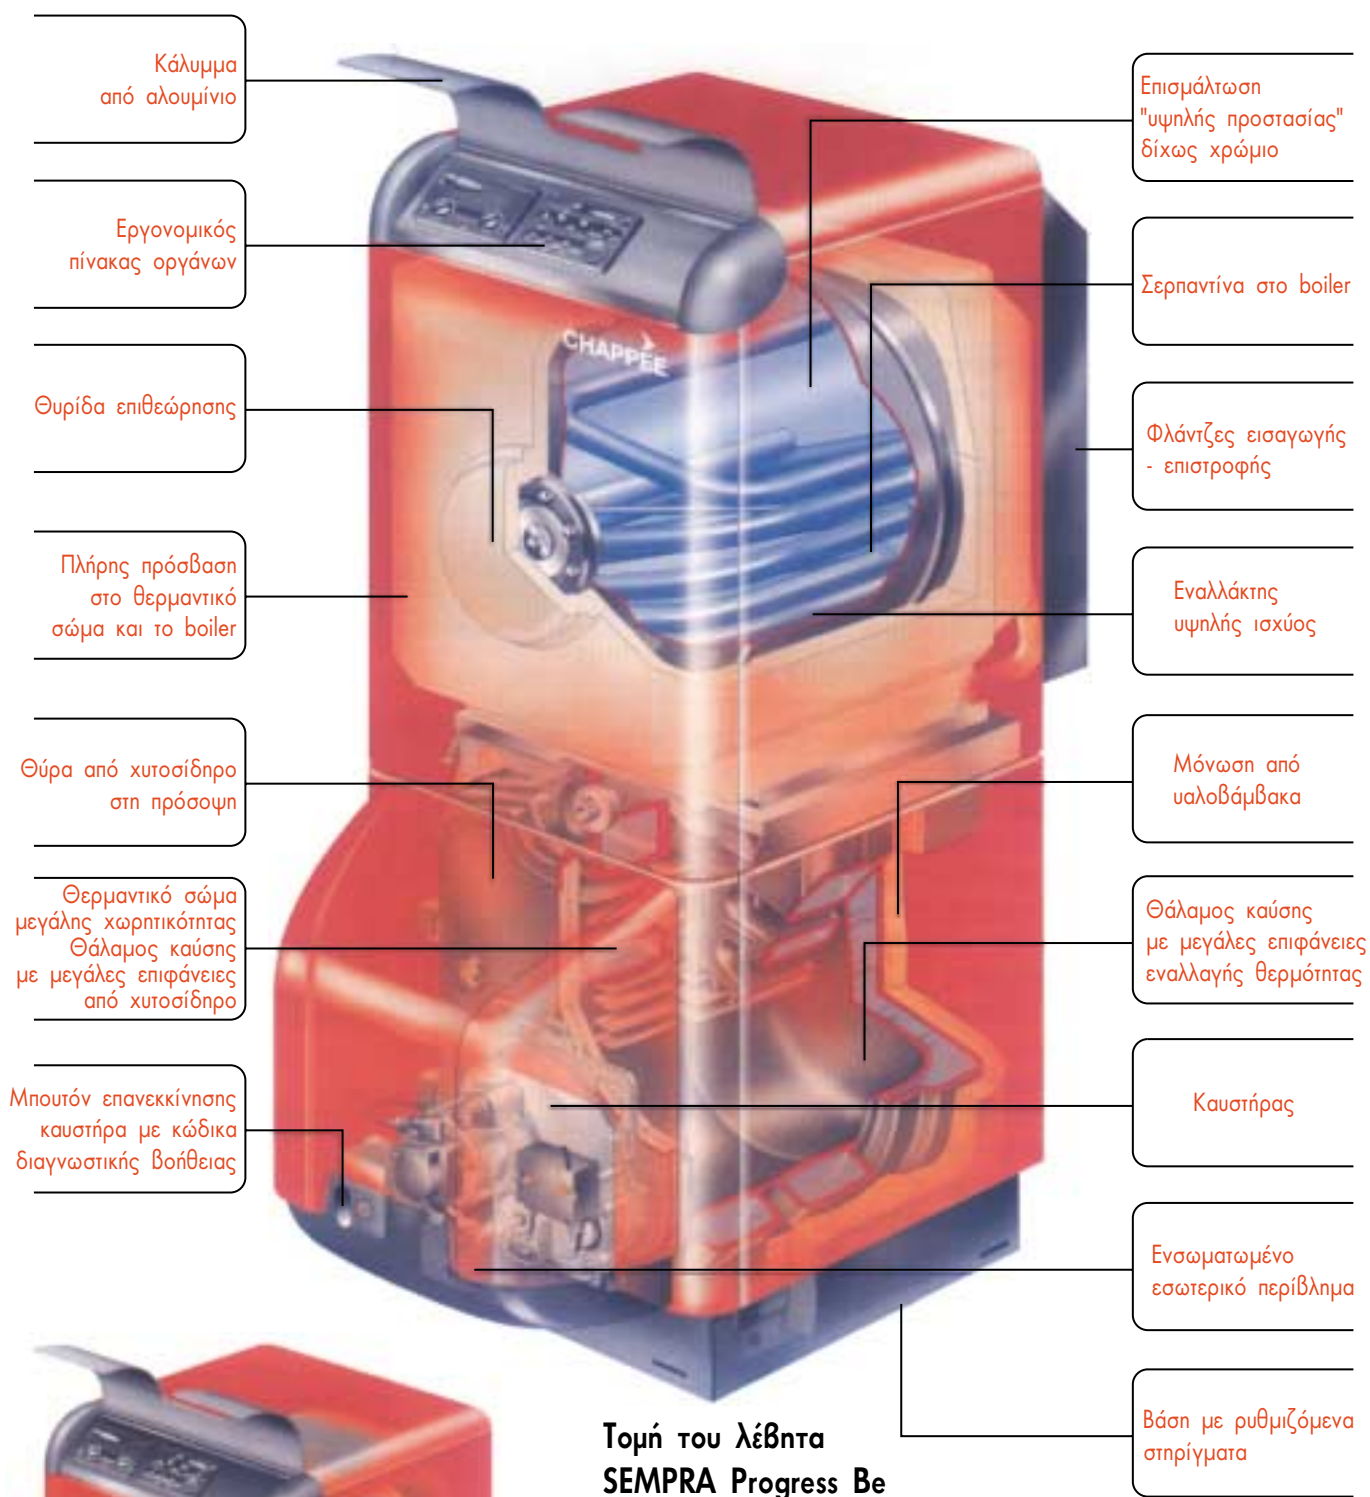 Κάλυμμα
από αλουμίνιο
Εργονομικός
πίνακας οργάνων
Θυρίδα επιθεώρησης
Πλήρης πρόσβαση
στο θερμαντικό
σώμα και το boiler
Θύρα από χυτοσίδηρο
στη πρόσοψη
Θερμαντικό σώμα
μεγάλης χωρητικότητας
Θάλαμος καύσης
με μεγάλες επιφάνειες
από χυτοσίδηρο
Μπουτόν επανεκκίνησης
καυστήρα με κώδικα
διαγνωστικής βοήθειας
CHAPPÉE
Επισμάλτωση
"υψηλής προστασίας"
δίχως χρώμιο
Σερπαντίνα στο boiler
Φλάντζες εισαγωγής
- επιστροφής
Εναλλάκτης
υψηλής ισχύος
Μόνωση από
υαλοβάμβακα
Θάλαμος καύσης
με μεγάλες επιφάνειες
εναλλαγής θερμότητας
Καυστήρας
Ενσωματωμένο
εσωτερικό περίβλημα
Βάση με ρυθμιζόμενα
στηρίγματα
Τομή του λέβητα
SEMPRA Progress Be